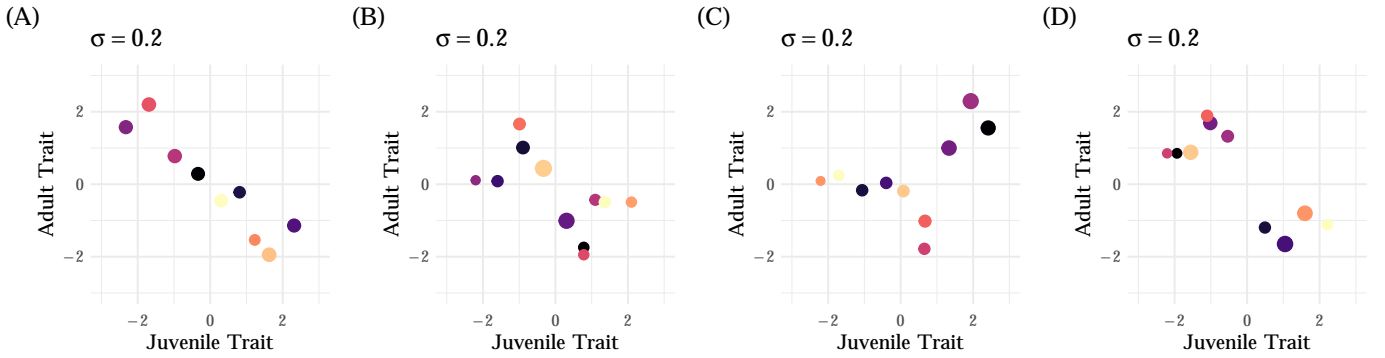 (A)
σ = 0.2
Adult Trait
2
0
−2
−2 0 2
Juvenile Trait
(B)
σ = 0.2
Adult Trait
2
0
−2
−2 0 2
Juvenile Trait
(C)
σ = 0.2
Adult Trait
2
0
−2
−2 0 2
Juvenile Trait
(D)
σ = 0.2
Adult Trait
2
0
−2
−2 0 2
Juvenile Trait